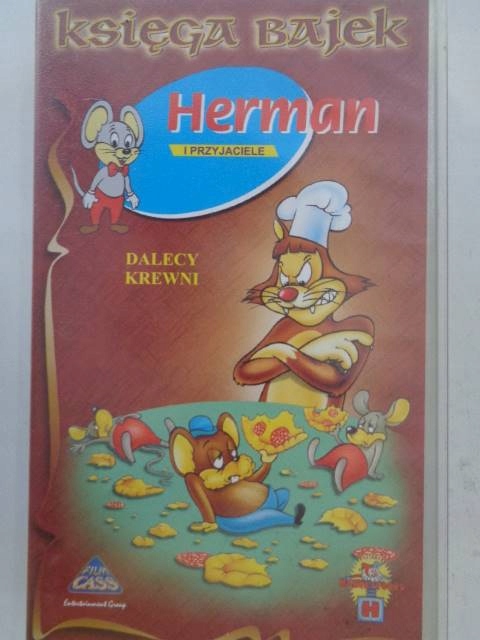 KSIĘGA BAJEK
Herman
I PRZYJACIELE
DALECY
KREWNI
FILM
CASS
Entertainment Group
H